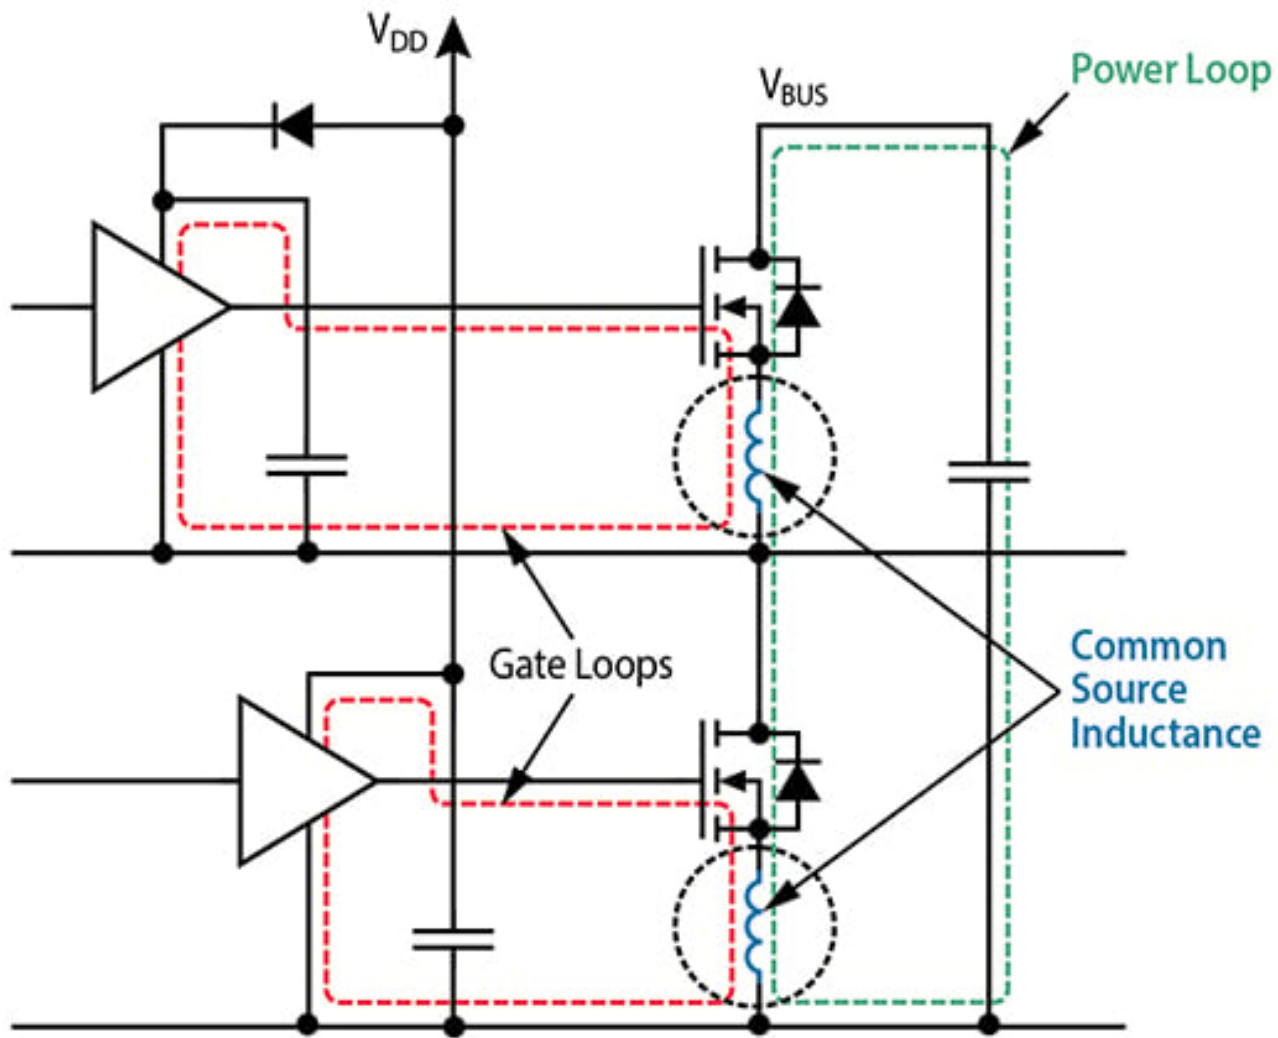 VDD
VBUS
Power Loop
Gate Loops
Common
Source
Inductance